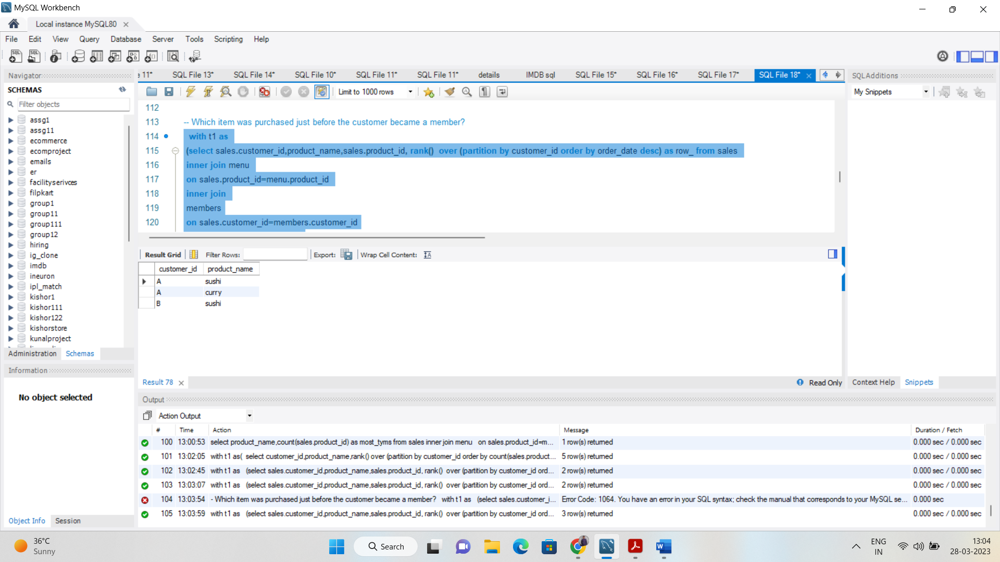 MySQL Workbench
Local instance MySQL80
File Edit View Query Database Server Tools Scripting Help
Navigator
SCHEMAS
Filter objects
assg1
assg11
ecommerce
ecomproject
emails
er
facilityserivces
filpkart
group1
group11
group111
group12
hiring
ig_clone
imdb
ineuron
ipl_match
kishor1
kishor111
kishor122
kishorstore
kunalproject
Administration Schemas
Information
No object selected
Object Info Session
11* SQL File 13* SQL File 14* SQL File 10* SQL File 11* SQL File 11* details IMDB sql SQL File 15* SQL File 16* SQL File 17* SQL File 18*
Limit to 1000 rows
112
113 -- Which item was purchased just before the customer became a member?
114 with t1 as
115 (select sales.customer_id,product_name,sales.product_id, rank() over (partition by customer_id order by order_date desc) as row_ from sales
116 inner join menu
117 on sales.product_id=menu.product_id
118 inner join
119 members
120 on sales.customer_id=members.customer_id
Result Grid Filter Rows: Export: Wrap Cell Content:
customer_id product_name
A sushi
A curry
B sushi
Result 78 Read Only
SQLAdditions
My Snippets
Context Help Snippets
Output
Action Output
# Time Action Message Duration / Fetch
100 13:00:53 select product_name,count(sales.product_id) as most_tyms from sales inner join menu on sales.product_id=m... 1 row(s) returned 0.000 sec / 0.000 sec
101 13:02:05 with t1 as( select customer_id,product_name,rank() over (partition by customer_id order by count(sales.product... 5 row(s) returned 0.000 sec / 0.000 sec
102 13:02:45 with t1 as (select sales.customer_id,product_name,sales.product_id, rank() over (partition by customer_id ord... 2 row(s) returned 0.000 sec / 0.000 sec
103 13:03:07 with t1 as (select sales.customer_id,product_name,sales.product_id, rank() over (partition by customer_id ord... 2 row(s) returned 0.000 sec / 0.000 sec
104 13:03:54 - Which item was purchased just before the customer became a member? with t1 as (select sales.customer_i... Error Code: 1064. You have an error in your SQL syntax; check the manual that corresponds to your MySQL se... 0.000 sec
105 13:03:59 with t1 as (select sales.customer_id,product_name,sales.product_id, rank() over (partition by customer_id ord... 3 row(s) returned 0.000 sec / 0.000 sec
36°C
Sunny
Search
ENG
IN
13:04
28-03-2023